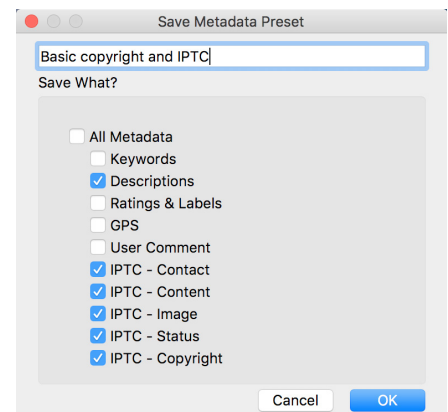 Save Metadata Preset
Basic copyright and IPTC
Save What?
All Metadata
Keywords
Descriptions
Ratings & Labels
GPS
User Comment
IPTC - Contact
IPTC - Content
IPTC - Image
IPTC - Status
IPTC - Copyright
Cancel OK